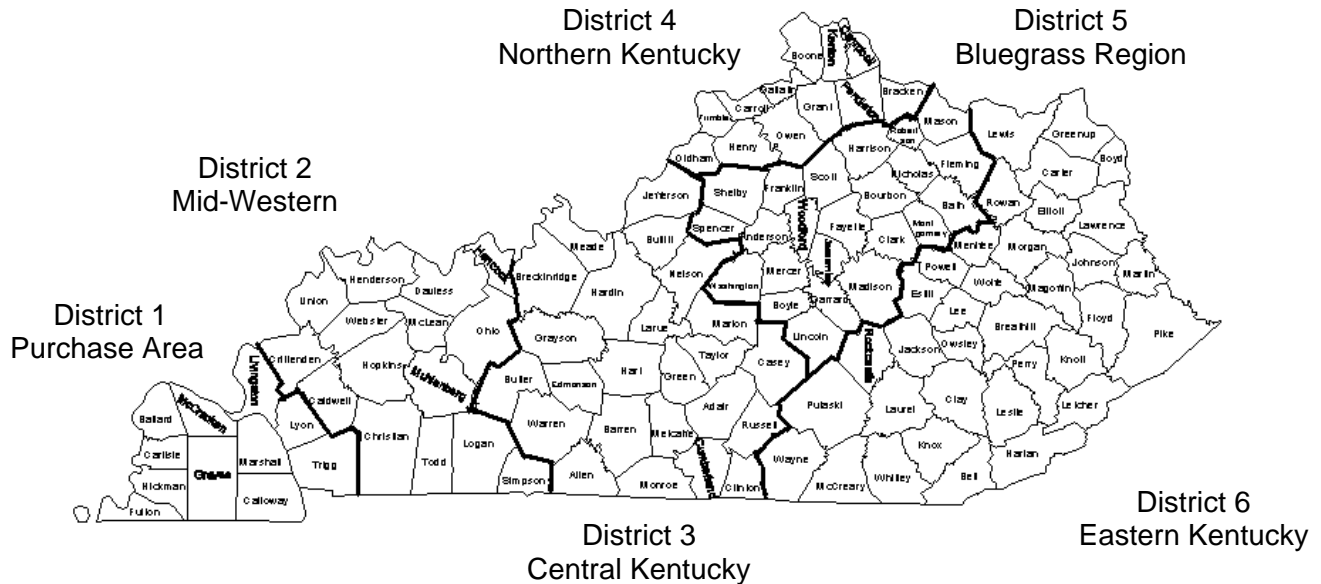 District 4
Northern Kentucky
District 5
Bluegrass Region
District 2
Mid-Western
District 1
Purchase Area
District 3
Central Kentucky
District 6
Eastern Kentucky
Boone
Kenton
Campbell
Gallatin
Carroll
Trimble
Grant
Pendleton
Bracken
Owen
Henry
Oldham
Mason
Robert
son
Lewis
Greenup
Boyd
Carter
Harrison
Fleming
Nicholas
Scott
Franklin
Shelby
Jefferson
Bourbon
Bath
Rowan
Elliott
Lawrence
Woodford
Fayette
Mont
gomery
Clark
Menifee
Morgan
Johnson
Martin
Spencer
Anderson
Bullitt
Meade
Hancock
Breckinridge
Nelson
Washington
Mercer
Jessamine
Madison
Powell
Wolfe
Magoffin
Estill
Lee
Floyd
Pike
Breathitt
Henderson
Union
Daviess
Webster
McLean
Ohio
Hardin
Grayson
Larue
Marion
Boyle
Garrard
Lincoln
Rockcastle
Jackson
Owsley
Knott
Perry
Letcher
Leslie
Clay
Laurel
Crittenden
Livingston
Hopkins
Muhlenberg
Butler
Edmonson
Hart
Taylor
Green
Casey
Adair
Pulaski
Russell
Caldwell
Lyon
Christian
Trigg
Todd
Logan
Simpson
Warren
Barren
Metcalfe
Cumberland
Allen
Monroe
Clinton
Wayne
McCreary
Whitley
Knox
Bell
Harlan
Ballard
McCracken
Carlisle
Graves
Marshall
Hickman
Calloway
Fulton